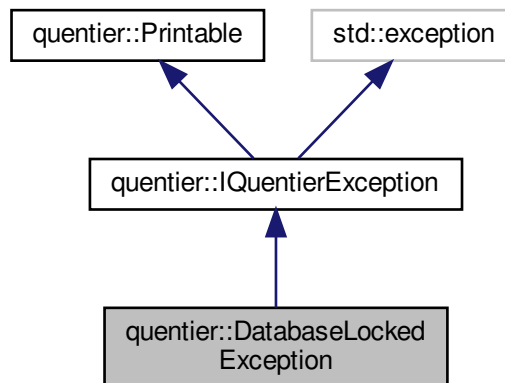 quentier::Printable
std::exception
quentier::IQuentierException
quentier::DatabaseLocked
Exception